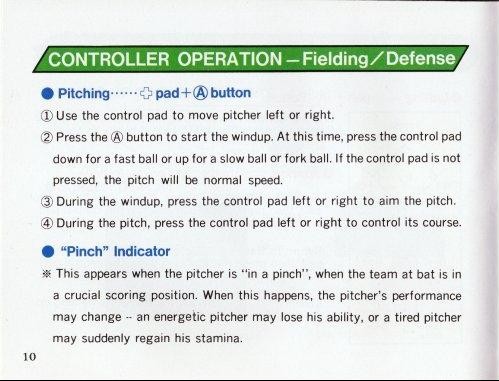 CONTROLLER OPERATION – Fielding/Defense
● Pitching······ ✚ pad+Ⓐ button
① Use the control pad to move pitcher left or right.
② Press the Ⓐ button to start the windup. At this time, press the control pad
down for a fast ball or up for a slow ball or fork ball. If the control pad is not
pressed, the pitch will be normal speed.
③ During the windup, press the control pad left or right to aim the pitch.
④ During the pitch, press the control pad left or right to control its course.
● “Pinch” Indicator
※ This appears when the pitcher is “in a pinch”, when the team at bat is in
a crucial scoring position. When this happens, the pitcher's performance
may change -- an energetic pitcher may lose his ability, or a tired pitcher
may suddenly regain his stamina.
10